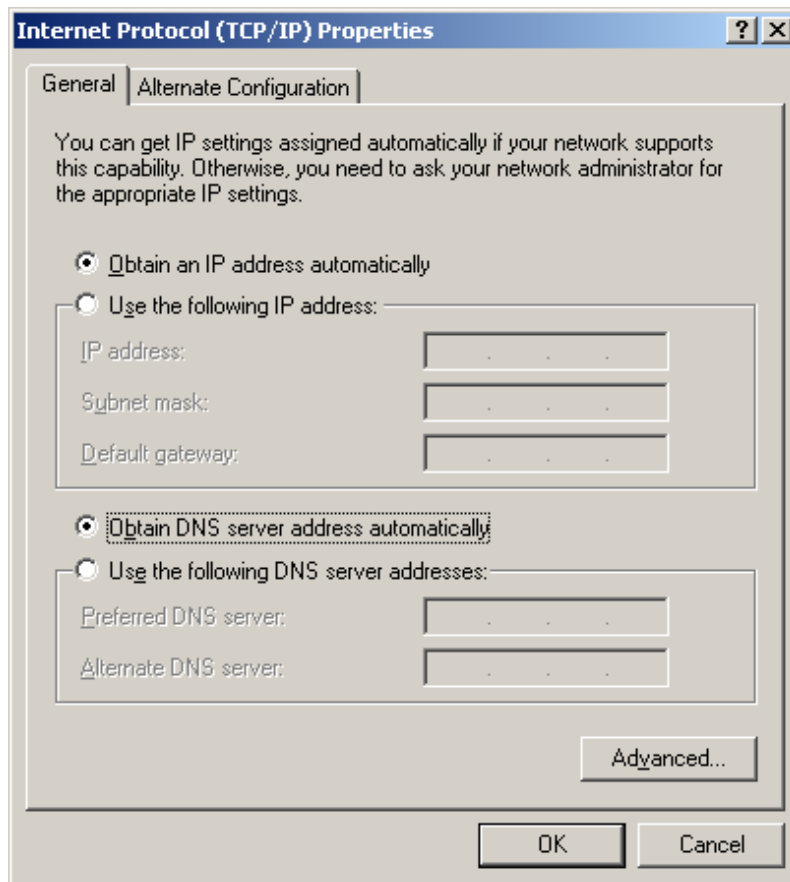 Internet Protocol (TCP/IP) Properties
General
Alternate Configuration
You can get IP settings assigned automatically if your network supports
this capability. Otherwise, you need to ask your network administrator for
the appropriate IP settings.
Obtain an IP address automatically
Use the following IP address:
IP address:
Subnet mask:
Default gateway:
Obtain DNS server address automatically
Use the following DNS server addresses:
Preferred DNS server:
Alternate DNS server:
Advanced...
OK
Cancel